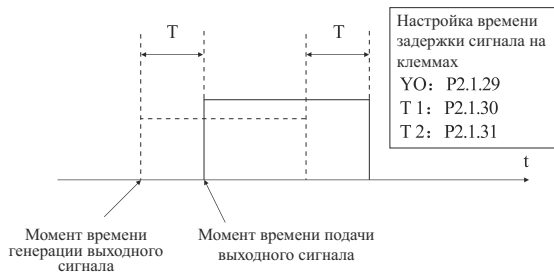 T
T
Настройка времени
задержки сигнала на
клеммах
YO: P2.1.29
T 1: P2.1.30
T 2: P2.1.31
t
Момент времени
генерации выходного
сигнала
Момент времени подачи
выходного сигнала